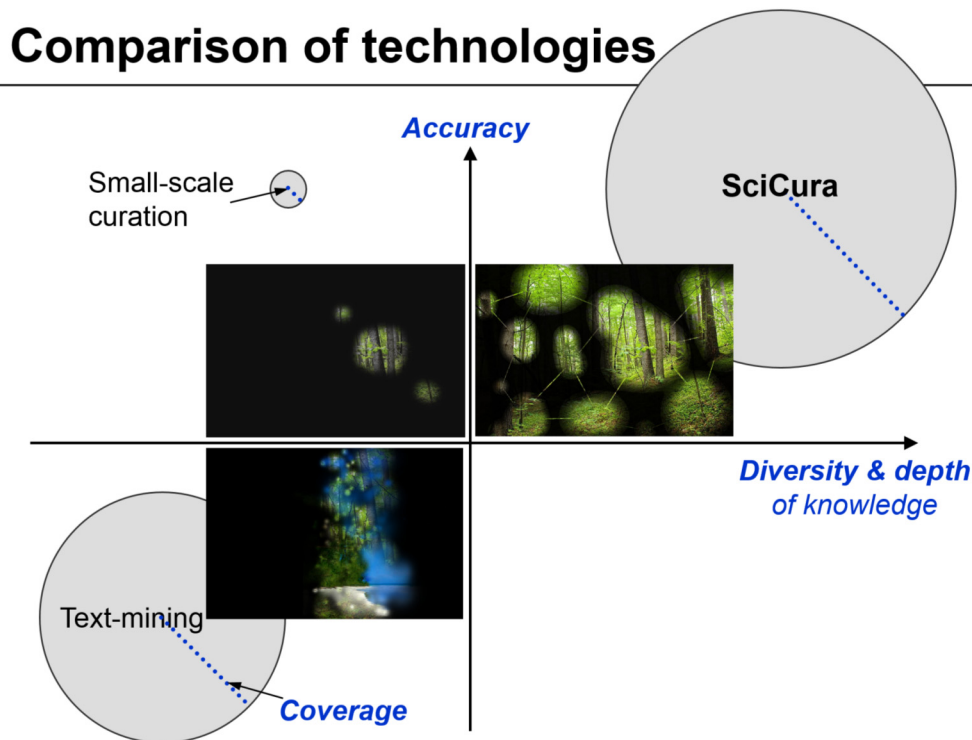 Comparison of technologies
Accuracy
Small-scale
curation
SciCura
Diversity & depth
of knowledge
Text-mining
Coverage